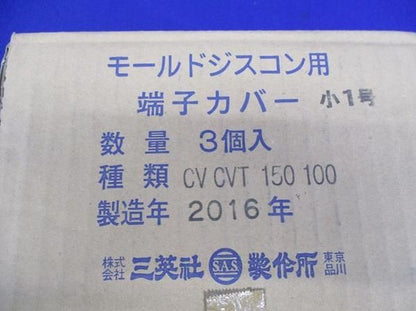 モールドジスコン用
端子カバー 小1号
数量 3個入
種類 CV CVT 150 100
製造年 2016年
株式会社 三英社 S.A.S 製作所 東京品川